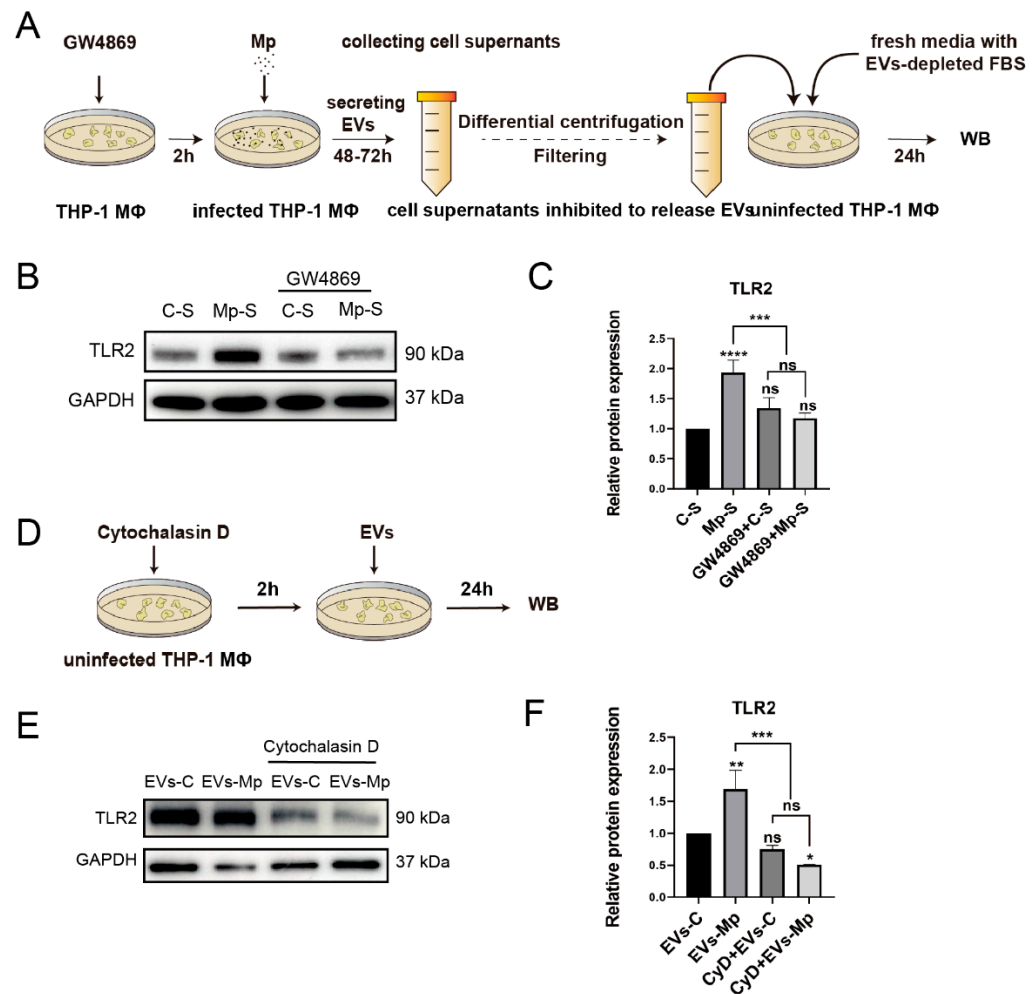 A
GW4869
Mp
collecting cell supernants
fresh media with
EVs-depleted FBS
secreting
EVs
2h
48-72h
Differential centrifugation
Filtering
24h
WB
THP-1 MΦ
infected THP-1 MΦ
cell supernatants inhibited to release EVs
uninfected THP-1 MΦ
B
GW4869
C-S Mp-S C-S Mp-S
TLR2 90 kDa
GAPDH 37 kDa
C
TLR2
Relative protein expression
2.5
2.0
1.5
1.0
0.5
0.0
****
***
ns
ns
ns
C-S
Mp-S
GW4869+C-S
GW4869+Mp-S
D
Cytochalasin D
EVs
2h
24h
WB
uninfected THP-1 MΦ
E
Cytochalasin D
EVs-C EVs-Mp EVs-C EVs-Mp
TLR2 90 kDa
GAPDH 37 kDa
F
TLR2
Relative protein expression
2.5
2.0
1.5
1.0
0.5
0.0
**
***
ns
ns
*
EVs-C
EVs-Mp
CyD+EVs-C
CyD+EVs-Mp